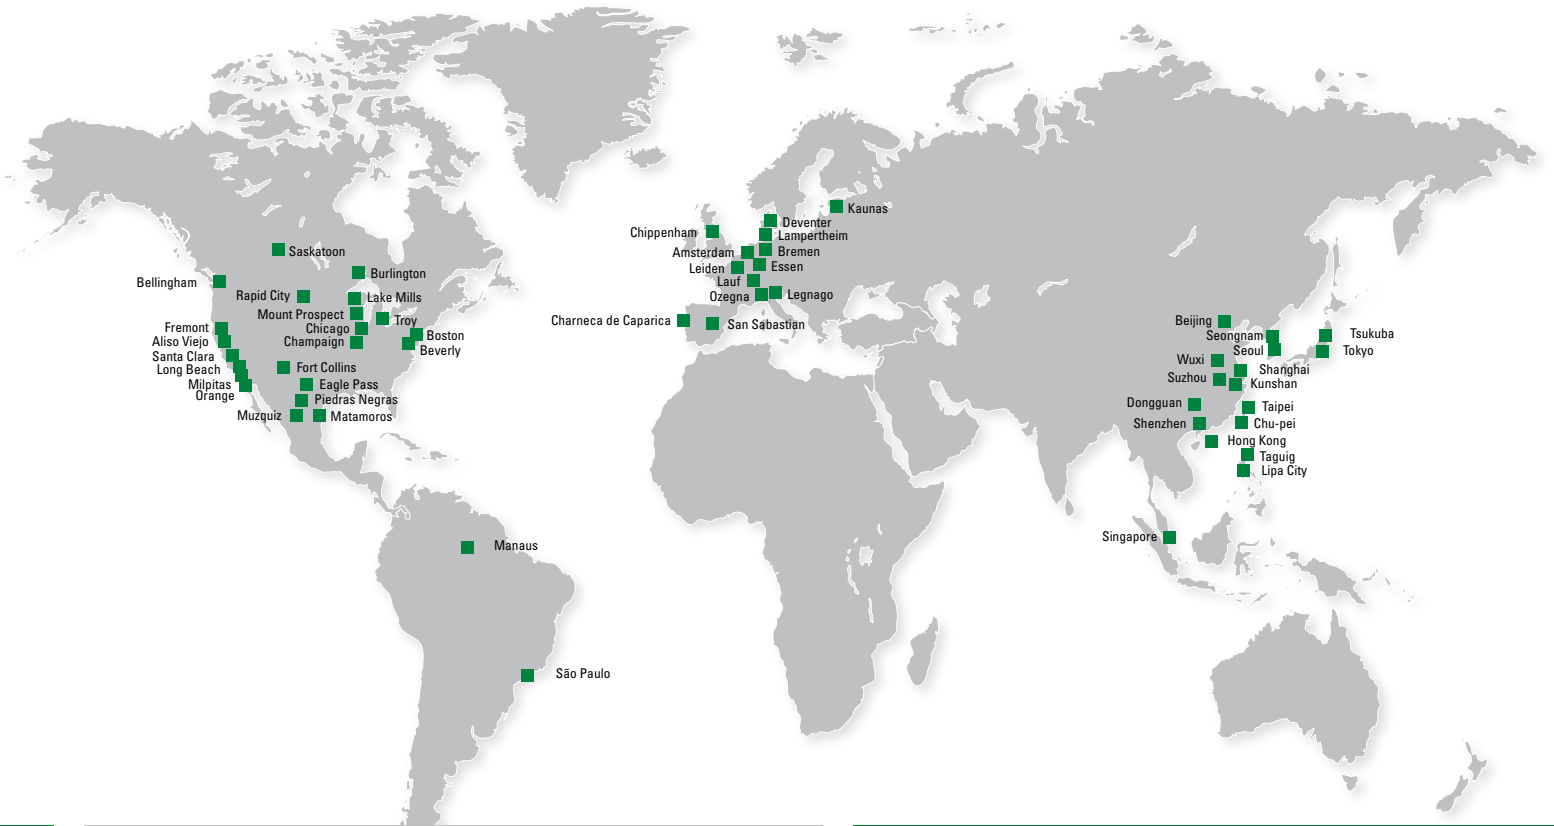 Saskatoon
Burlington
Bellingham
Rapid City
Lake Mills
Mount Prospect
Troy
Fremont
Chicago
Boston
Aliso Viejo
Champaign
Beverly
Santa Clara
Long Beach
Fort Collins
Milpitas
Eagle Pass
Orange
Piedras Negras
Muzquiz
Matamoros
Manaus
São Paulo
Kaunas
Deventer
Chippenham
Lampertheim
Amsterdam
Bremen
Leiden
Essen
Lauf
Ozegna
Legnago
Charneca de Caparica
San Sabastian
Beijing
Seongnam
Tsukuba
Seoul
Tokyo
Wuxi
Shanghai
Suzhou
Kunshan
Dongguan
Taipei
Shenzhen
Chu-pei
Hong Kong
Taguig
Lipa City
Singapore